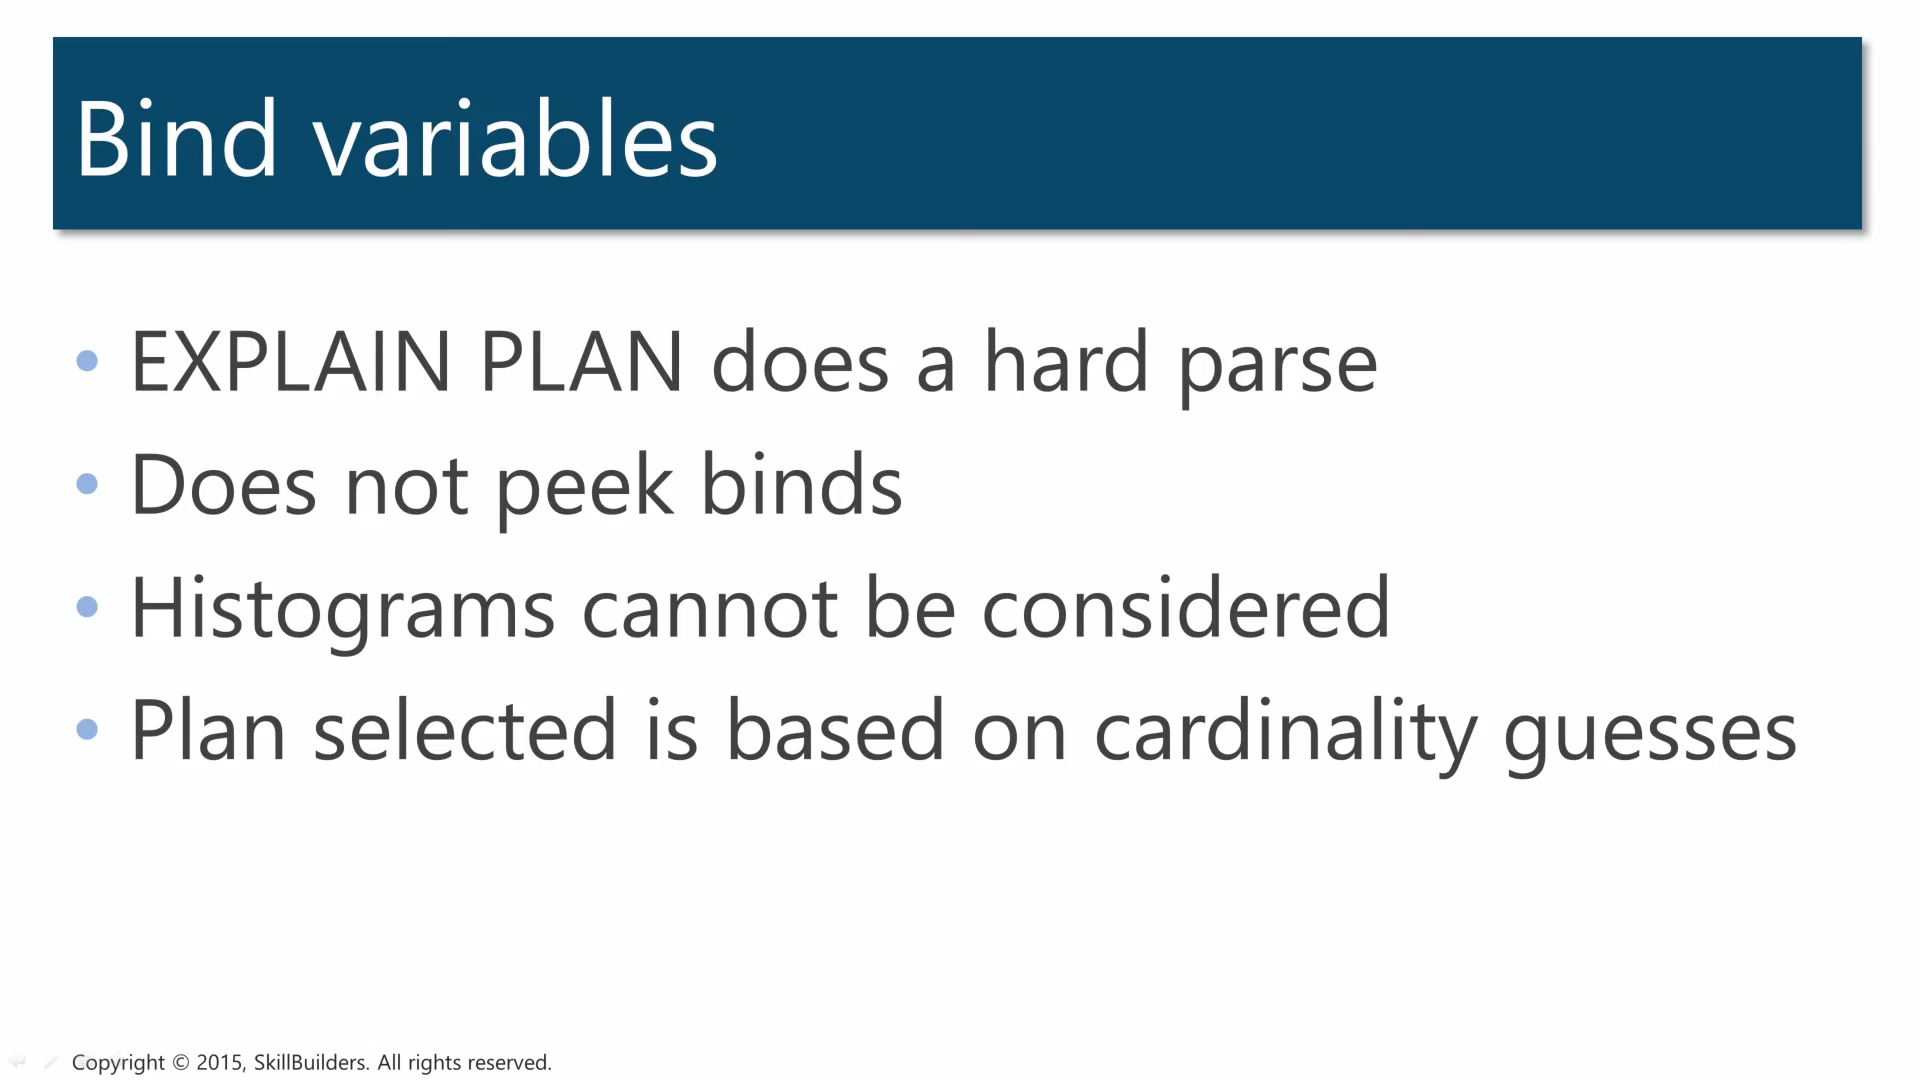 Bind variables
• EXPLAIN PLAN does a hard parse
• Does not peek binds
• Histograms cannot be considered
• Plan selected is based on cardinality guesses
Copyright © 2015, SkillBuilders. All rights reserved.